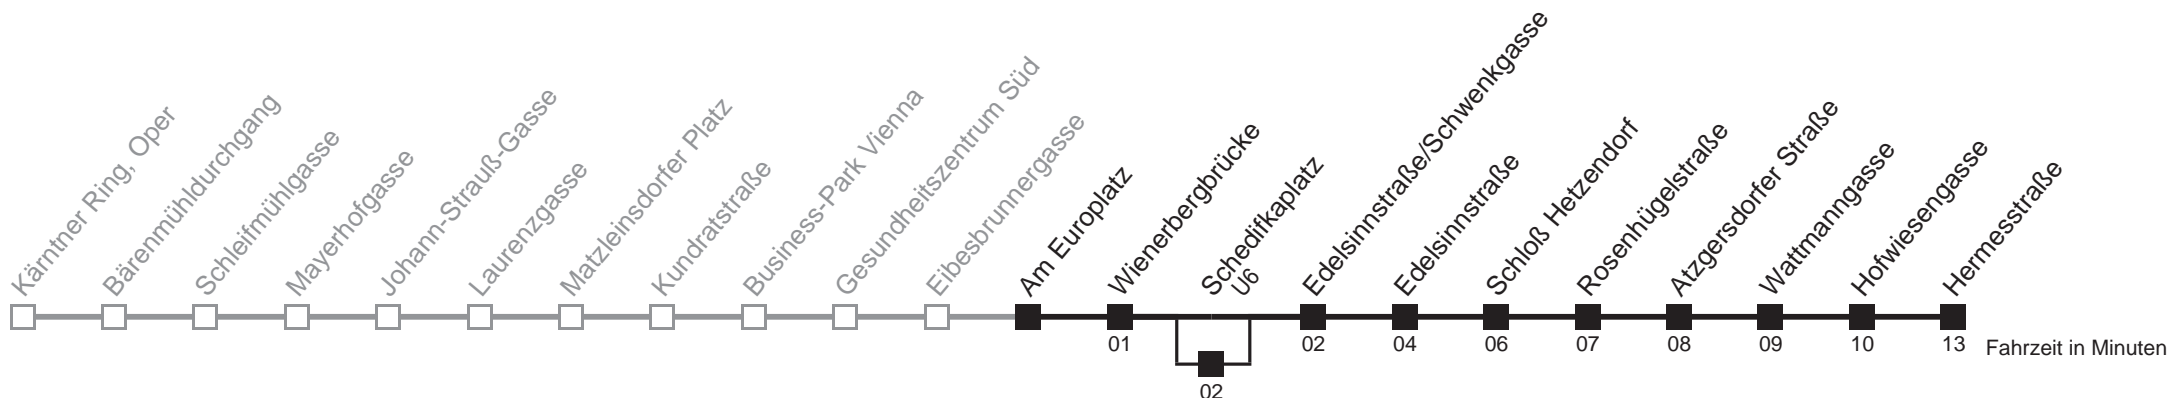 Kärntner Ring, Oper
Bärenmühldurchgang
Schleifmühlgasse
Mayerhofgasse
Johann-Strauß-Gasse
Laurenzgasse
Matzleinsdorfer Platz
Kundratstraße
Business-Park Vienna
Gesundheitszentrum Süd
Eibesbrunnergasse
Am Europlatz
Wienerbergbrücke
Schedifkaplatz
U6
Edelsinnstraße/Schwenkgasse
Edelsinnstraße
Schloß Hetzendorf
Rosenhügelstraße
Atzgersdorfer Straße
Wattmanngasse
Hofwiesengasse
Hermesstraße
01
02
04
06
07
08
09
10
13
Fahrzeit in Minuten
02